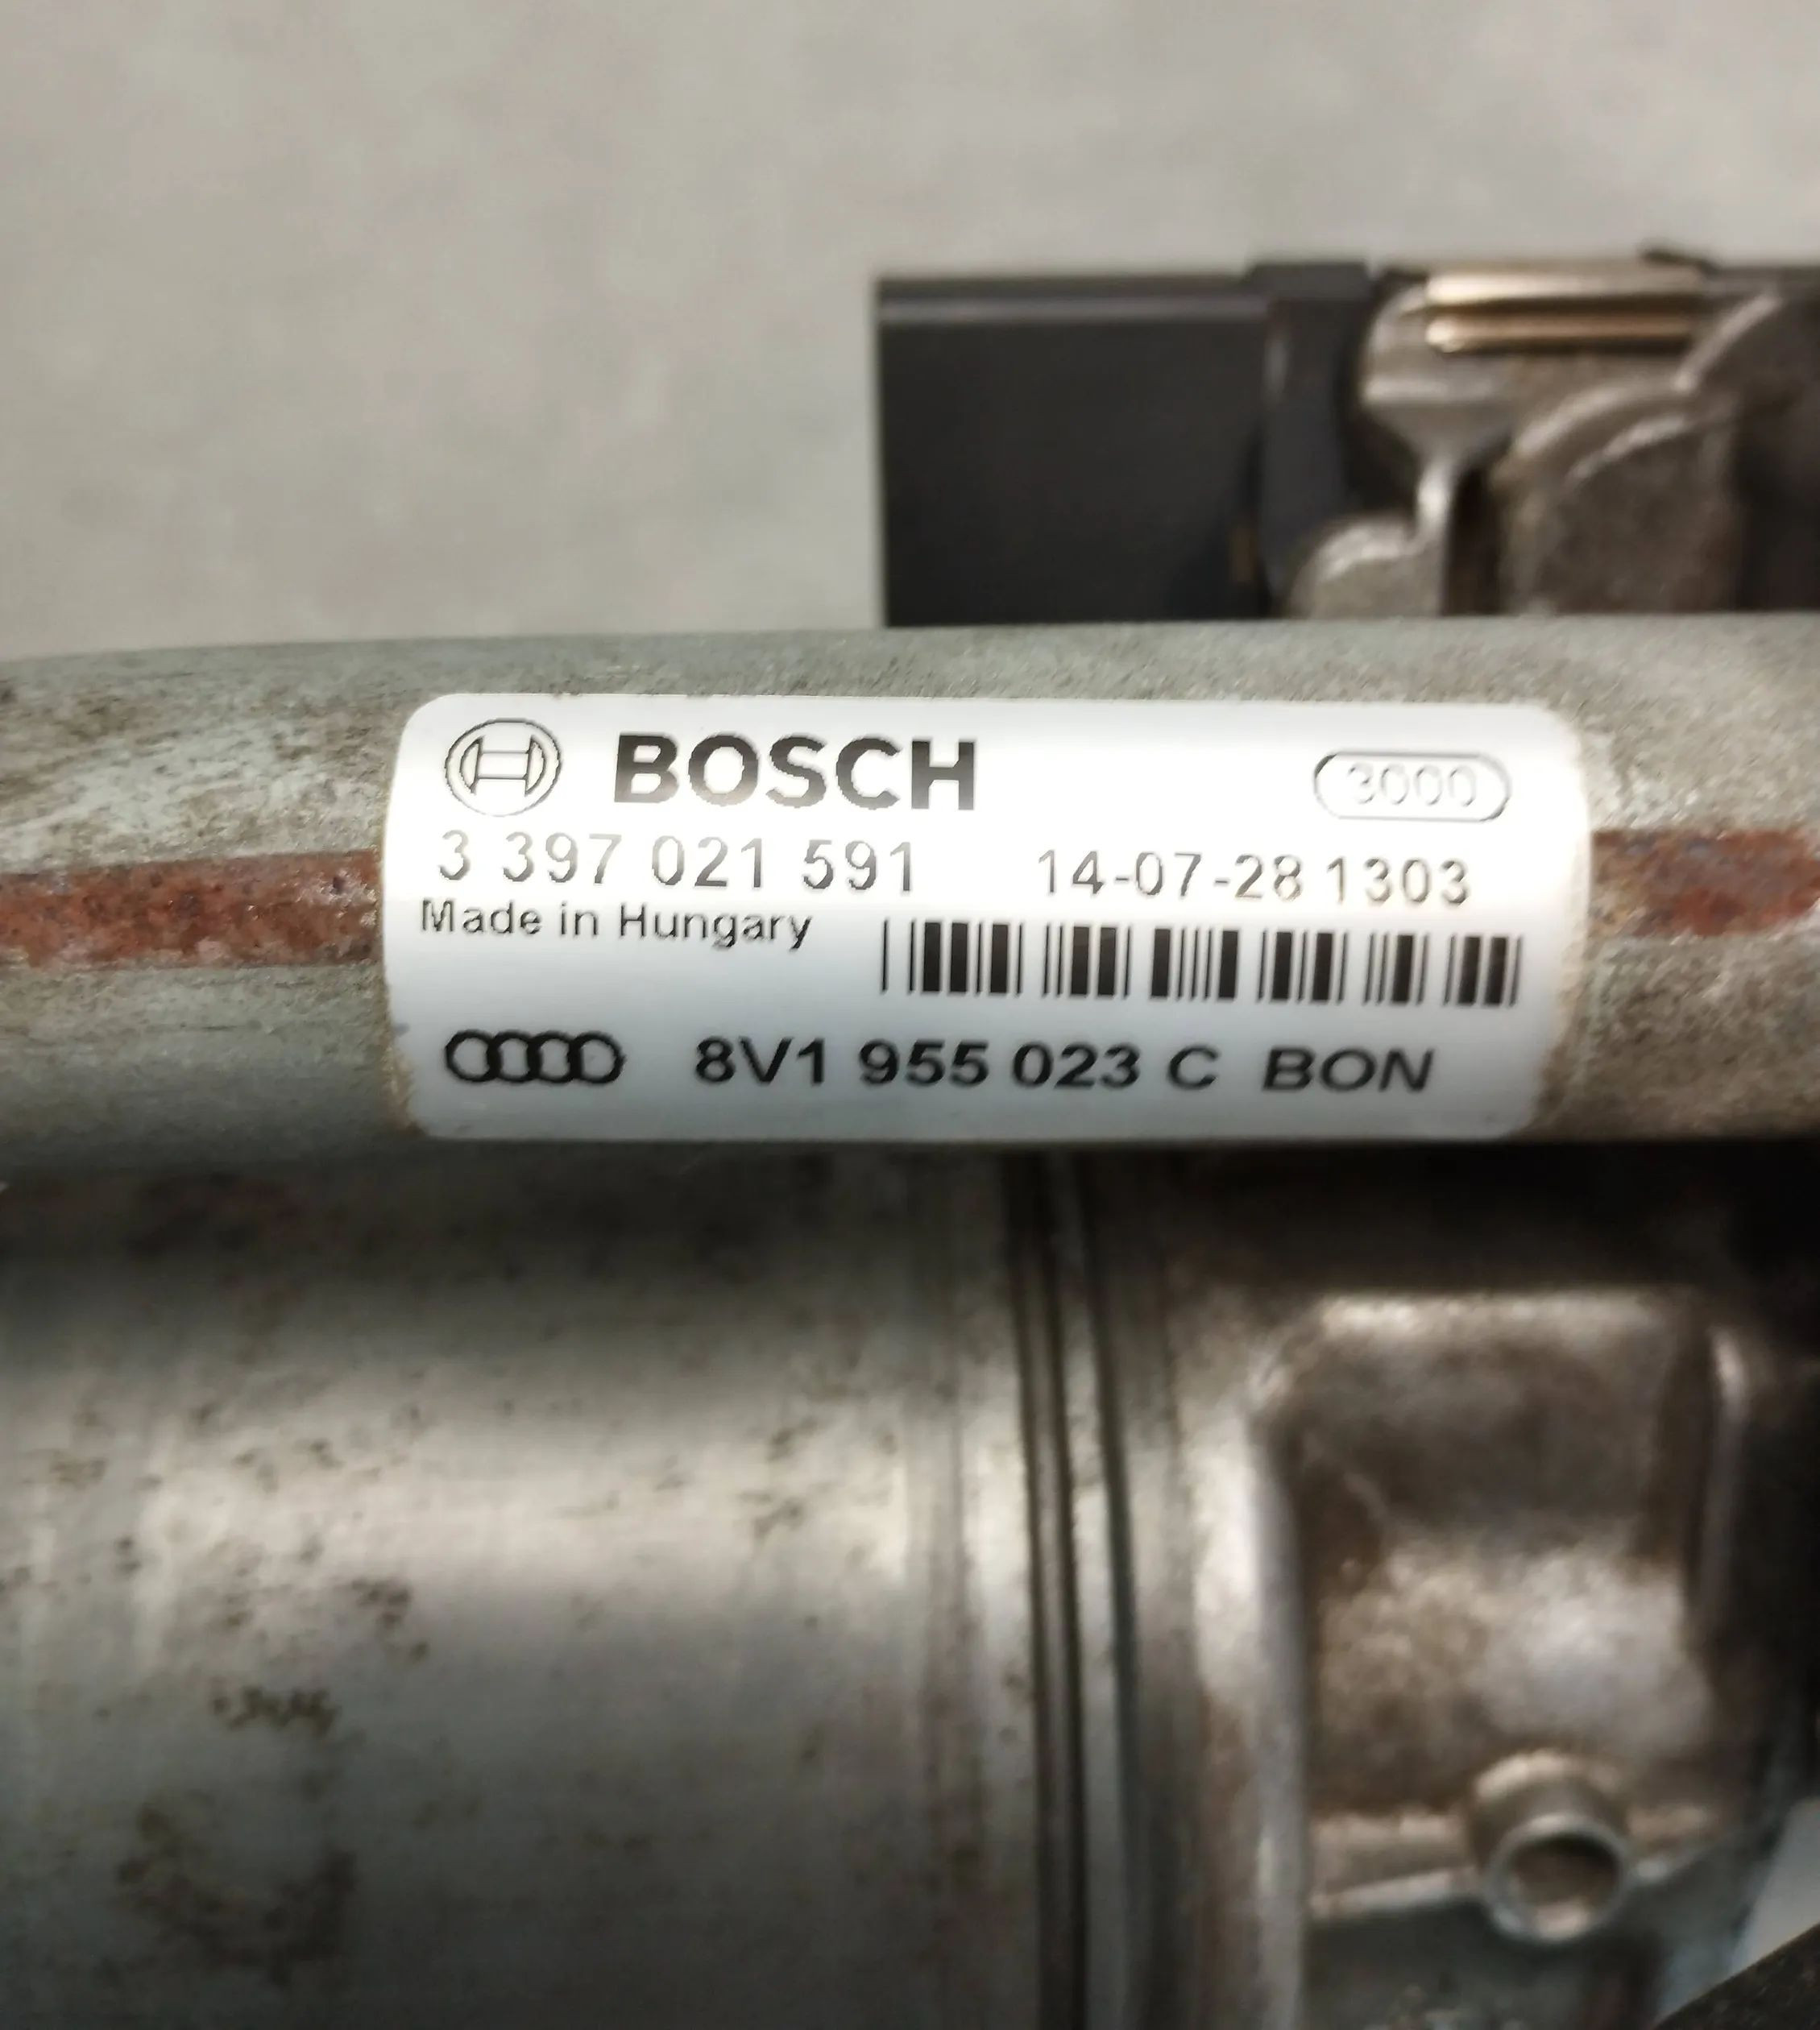 BOSCH 3000
3 397 021 591 14-07-28 1303
Made in Hungary
8V1 955 023 C BON